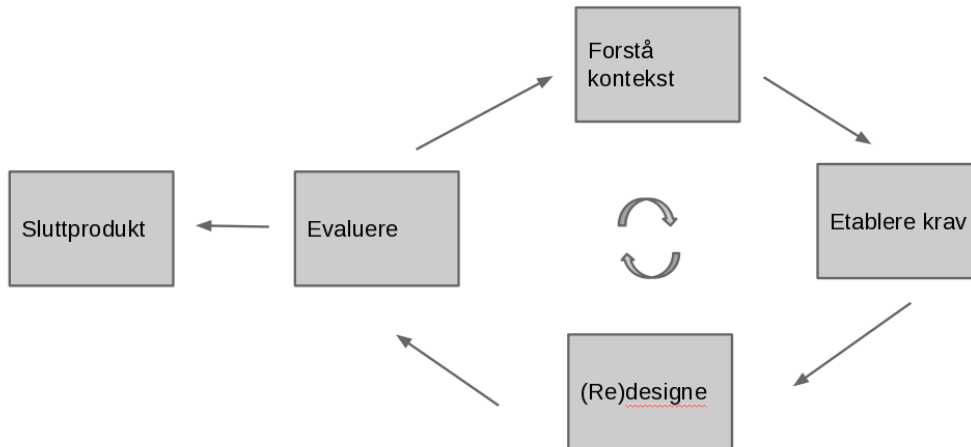 Forstå
kontekst
Etablere krav
(Re)designe
Evaluere
Sluttprodukt